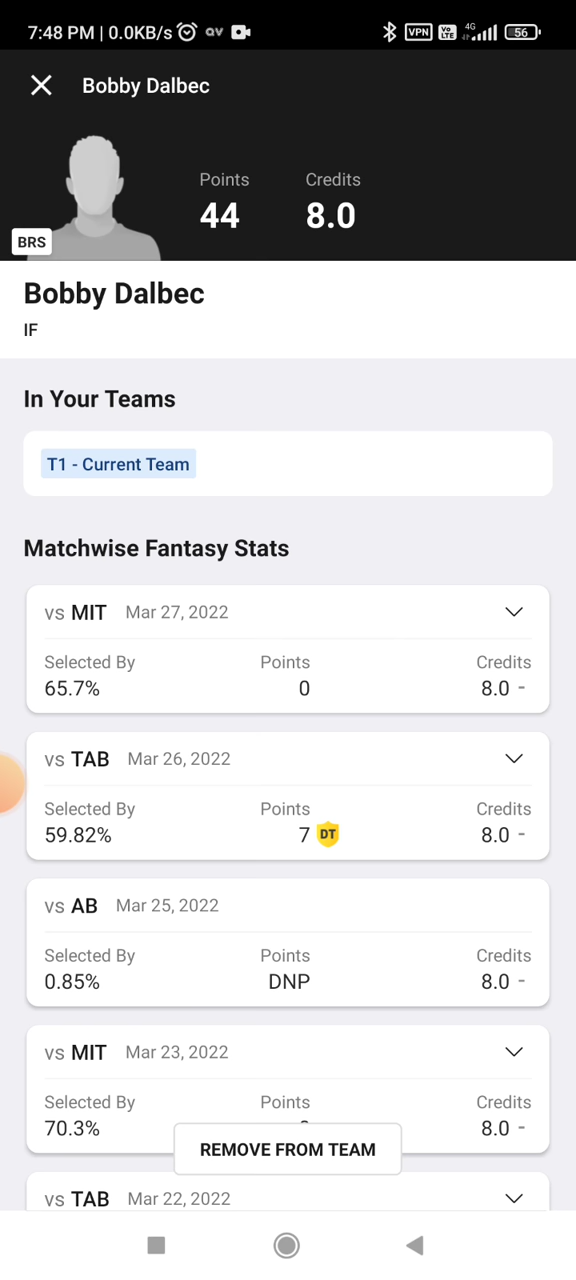 7:48 PM | 0.0KB/s
VPN Vo LTE 4G 56
Bobby Dalbec
Points Credits
44 8.0
BRS
Bobby Dalbec
IF
In Your Teams
T1 - Current Team
Matchwise Fantasy Stats
vs MIT Mar 27, 2022
Selected By Points Credits
65.7% 0 8.0 -
vs TAB Mar 26, 2022
Selected By Points Credits
59.82% 7 DT 8.0 -
vs AB Mar 25, 2022
Selected By Points Credits
0.85% DNP 8.0 -
vs MIT Mar 23, 2022
Selected By Points Credits
70.3% 8.0 -
REMOVE FROM TEAM
vs TAB Mar 22, 2022